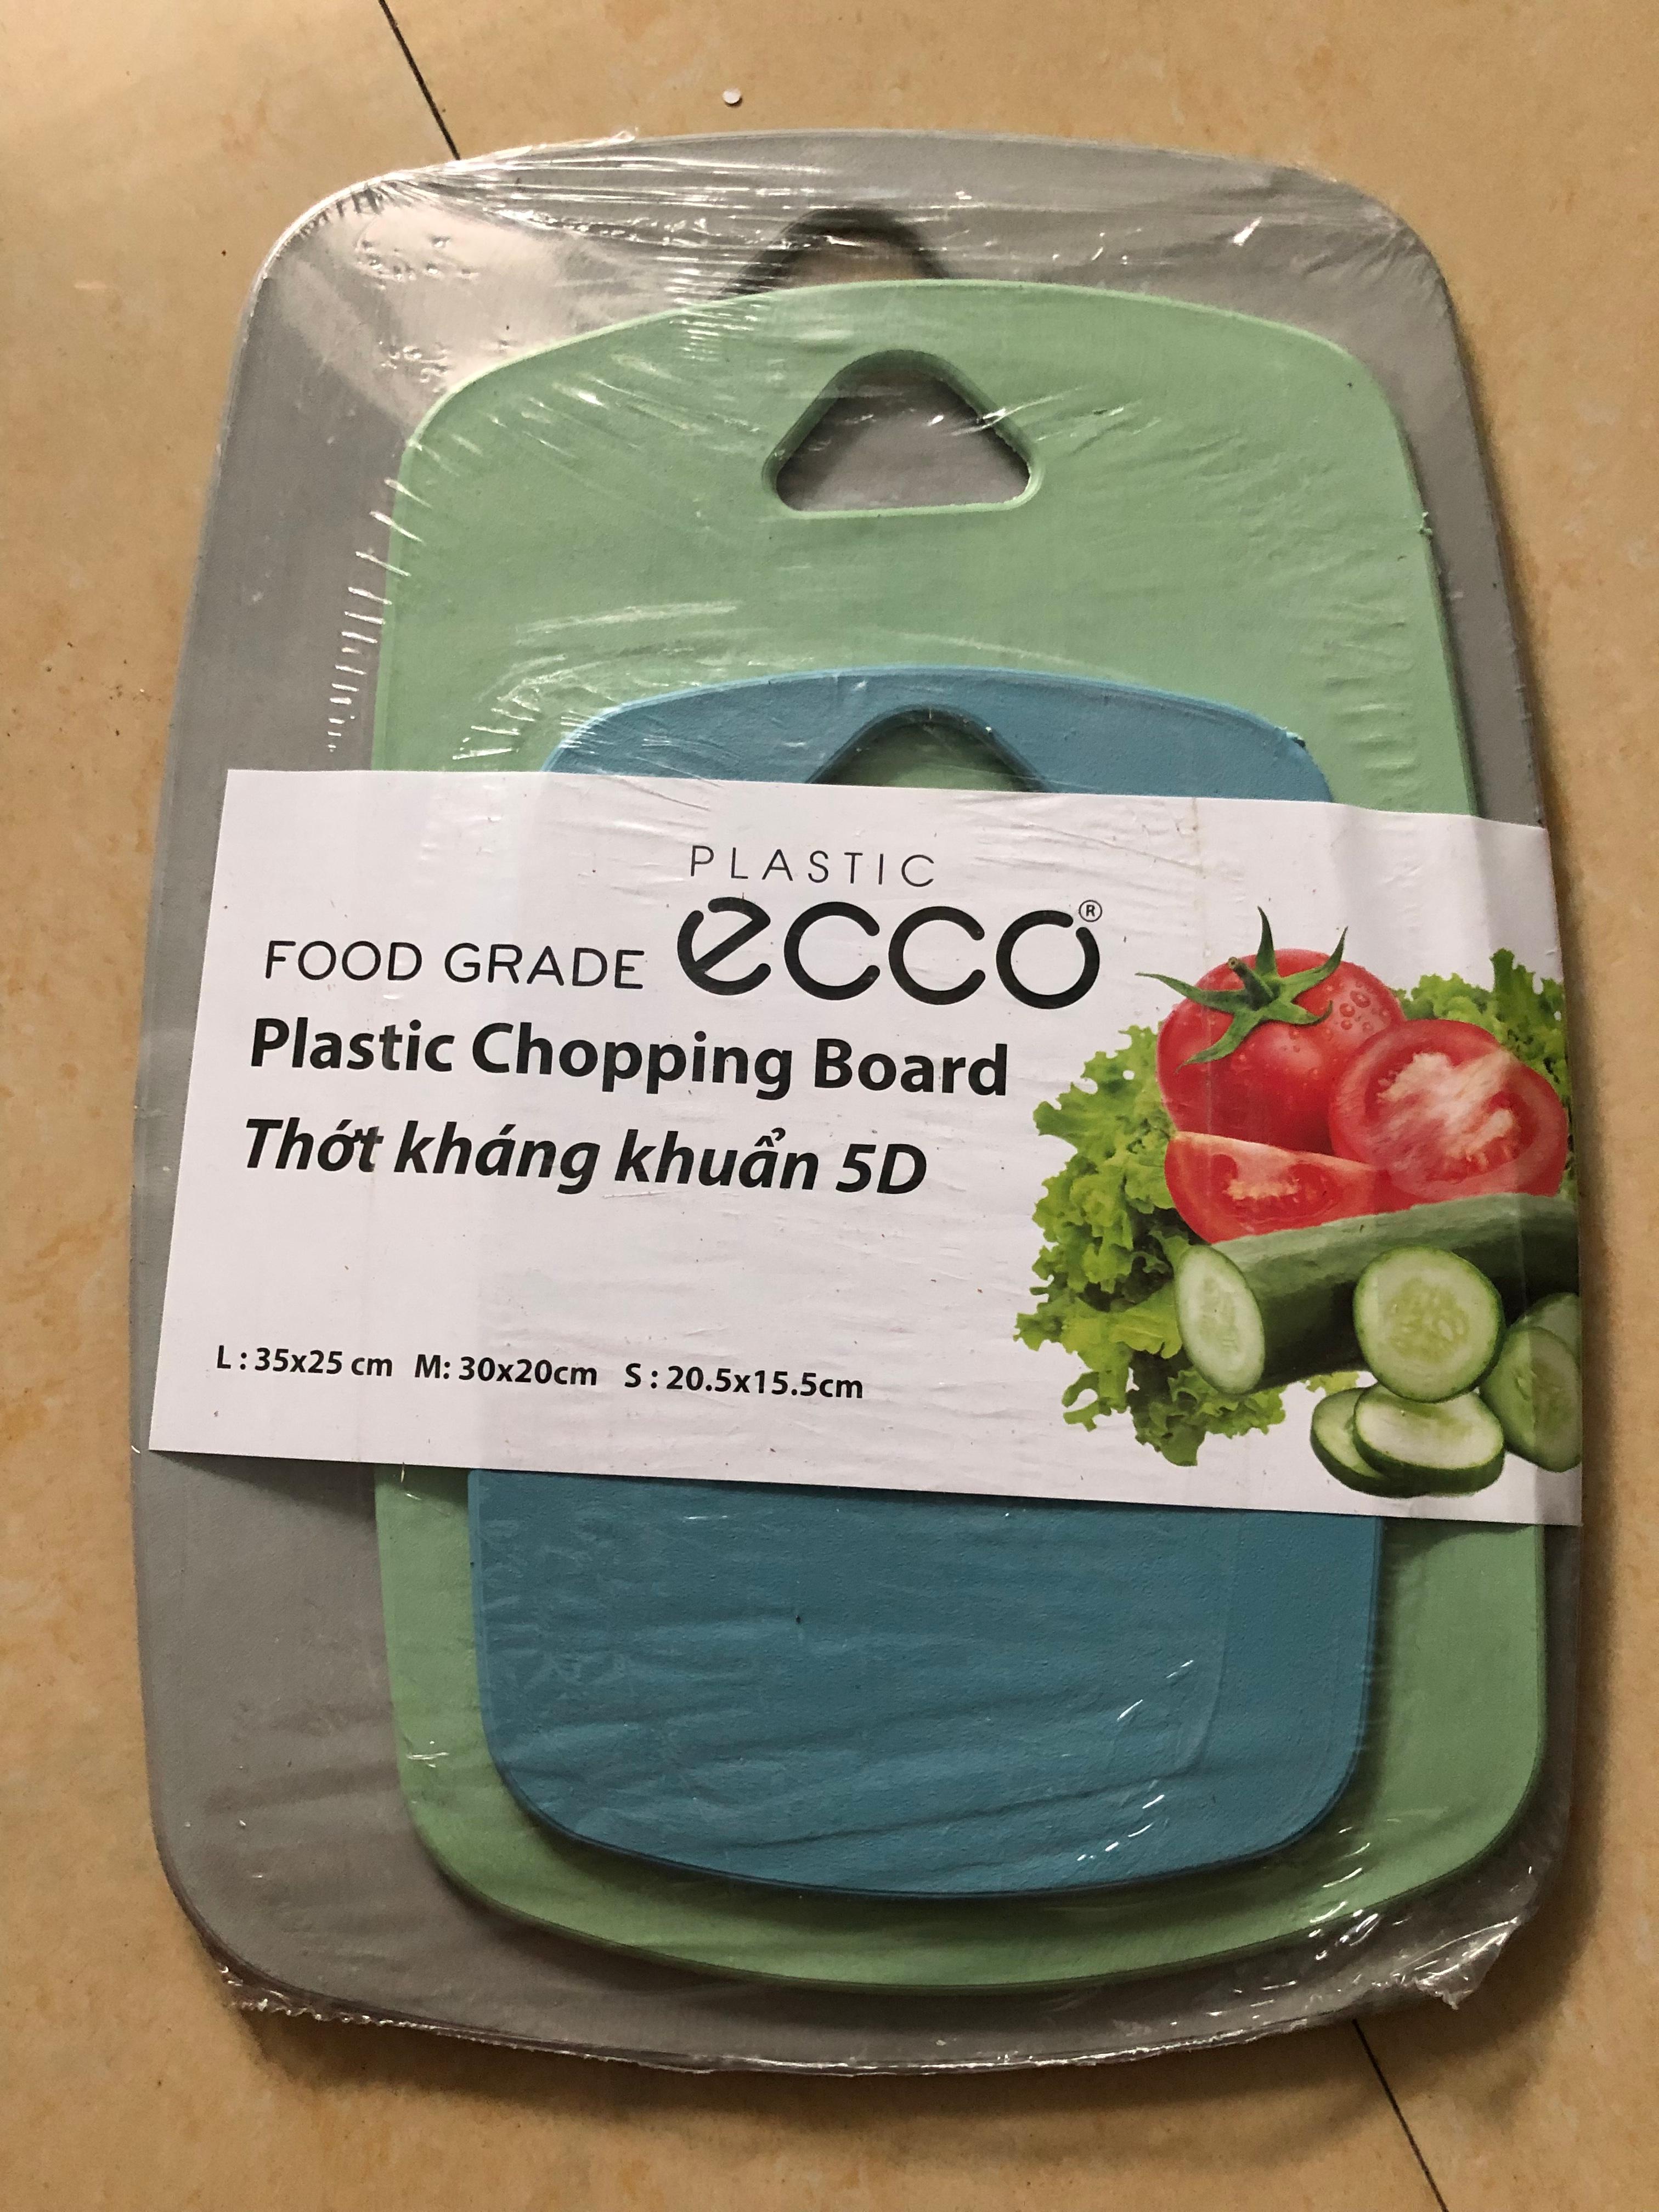 PLASTIC
FOOD GRADE ecco®
Plastic Chopping Board
Thớt kháng khuẩn 5D
L : 35x25 cm M: 30x20cm S : 20.5x15.5cm